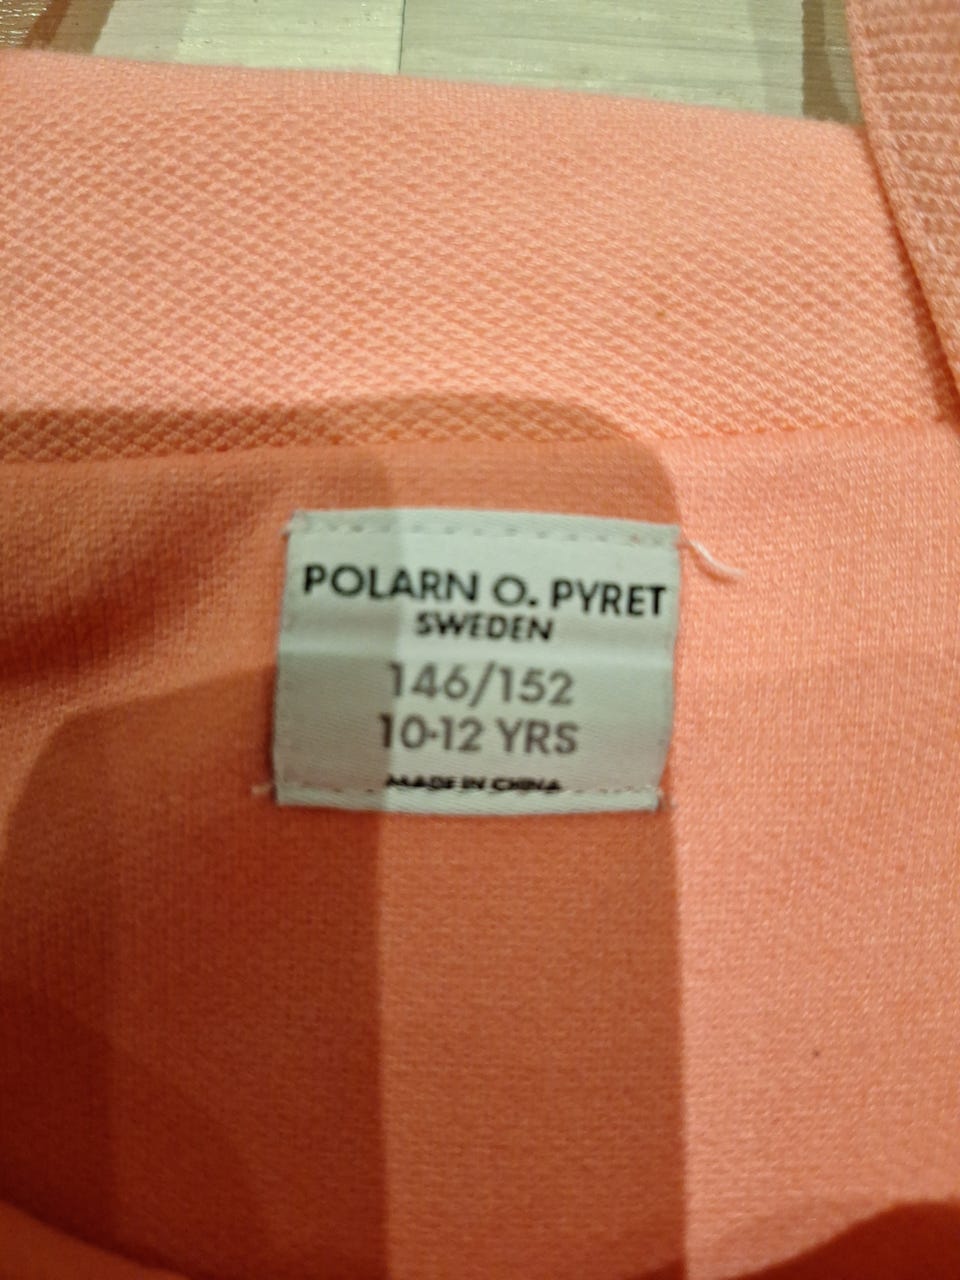 POLARN O. PYRET
SWEDEN
146/152
10-12 YRS
MADE IN CHINA